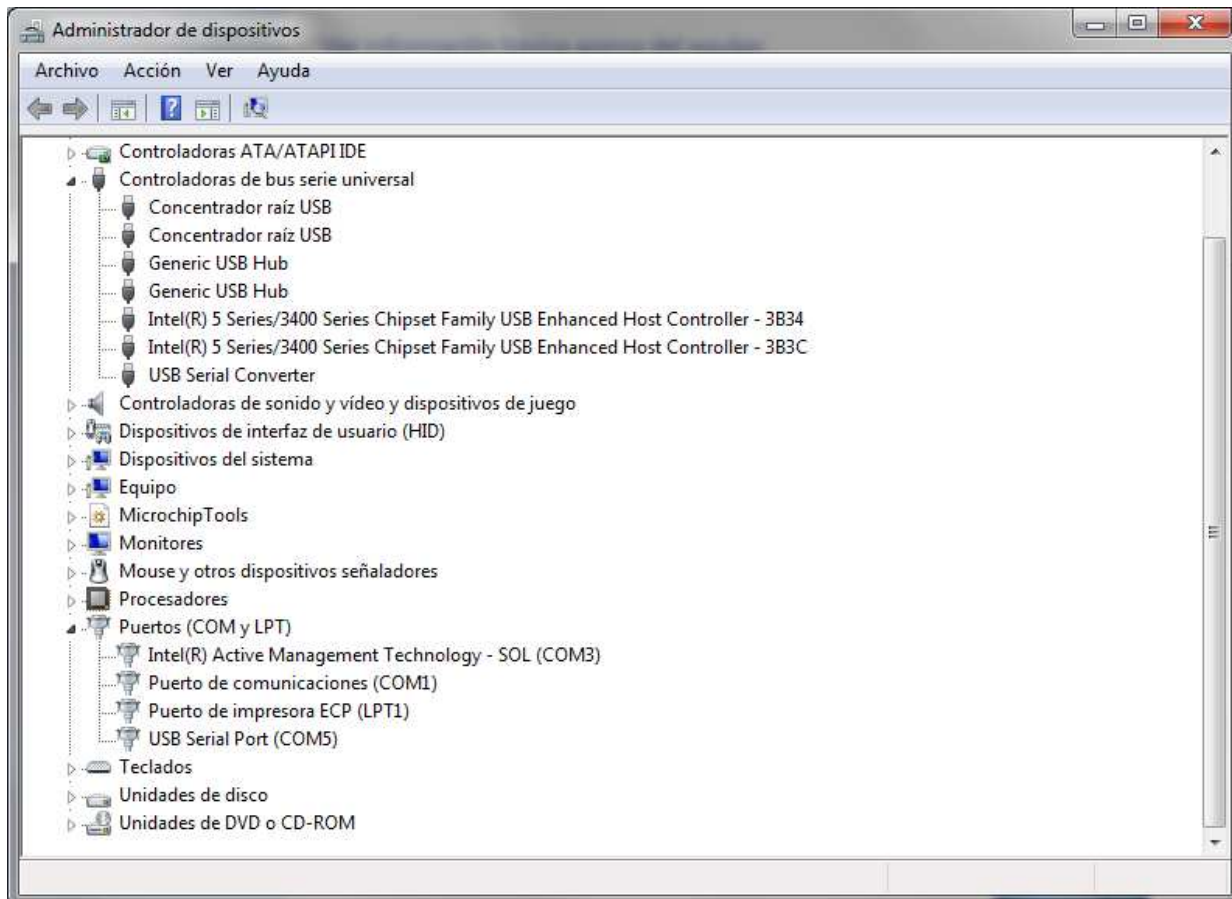 Administrador de dispositivos
Archivo Acción Ver Ayuda
Controladoras ATA/ATAPI IDE
Controladoras de bus serie universal
Concentrador raíz USB
Concentrador raíz USB
Generic USB Hub
Generic USB Hub
Intel(R) 5 Series/3400 Series Chipset Family USB Enhanced Host Controller - 3B34
Intel(R) 5 Series/3400 Series Chipset Family USB Enhanced Host Controller - 3B3C
USB Serial Converter
Controladoras de sonido y vídeo y dispositivos de juego
Dispositivos de interfaz de usuario (HID)
Dispositivos del sistema
Equipo
MicrochipTools
Monitores
Mouse y otros dispositivos señaladores
Procesadores
Puertos (COM y LPT)
Intel(R) Active Management Technology - SOL (COM3)
Puerto de comunicaciones (COM1)
Puerto de impresora ECP (LPT1)
USB Serial Port (COM5)
Teclados
Unidades de disco
Unidades de DVD o CD-ROM